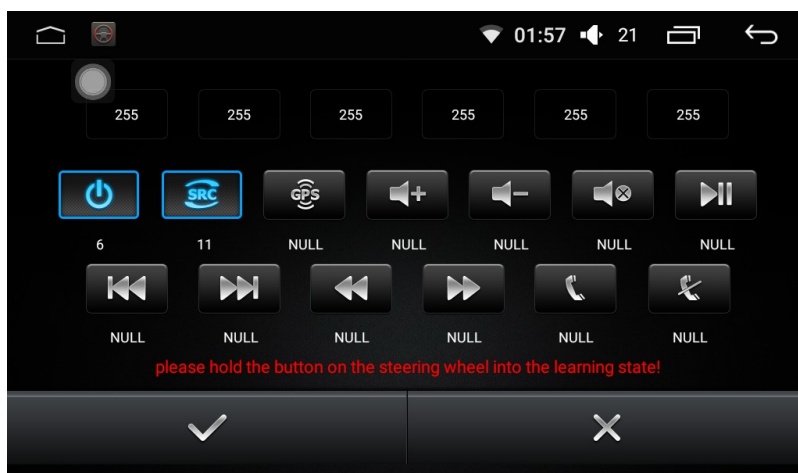 01:57 21
255 255 255 255 255 255
SRC GPS
6 11 NULL NULL NULL NULL NULL
NULL NULL NULL NULL NULL NULL
please hold the button on the steering wheel into the learning state!